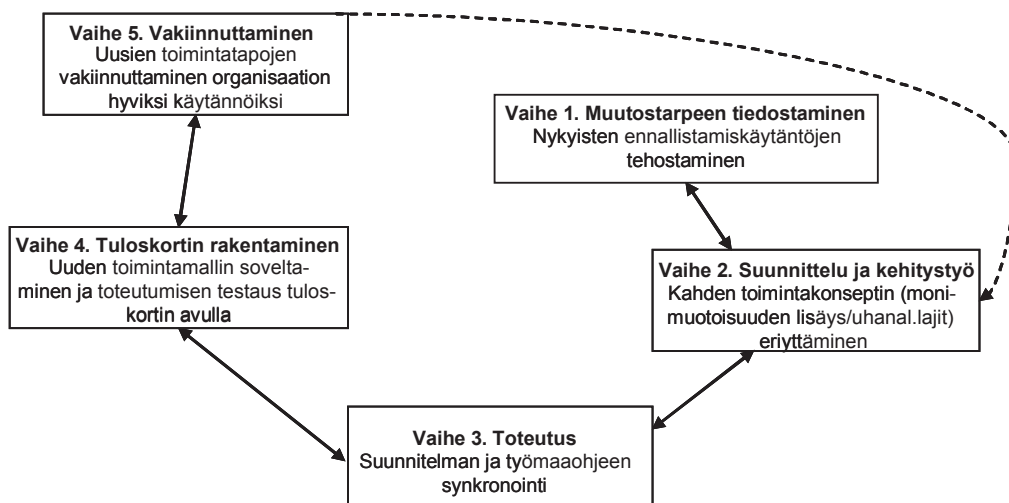 Vaihe 5. Vakiinnuttaminen
Uusien toimintatapojen
vakiinnuttaminen organisaation
hyviksi käytännöiksi
Vaihe 1. Muutostarpeen tiedostaminen
Nykyisten ennallistamiskäytäntöjen
tehostaminen
Vaihe 4. Tuloskortin rakentaminen
Uuden toimintamallin sovelta-
minen ja toteutumisen testaus tulos-
kortin avulla
Vaihe 2. Suunnittelu ja kehitystyö
Kahden toimintakonseptin (moni-
muotoisuuden lisäys/uhanal.lajit)
eriyttäminen
Vaihe 3. Toteutus
Suunnitelman ja työmaaohjeen
synkronointi